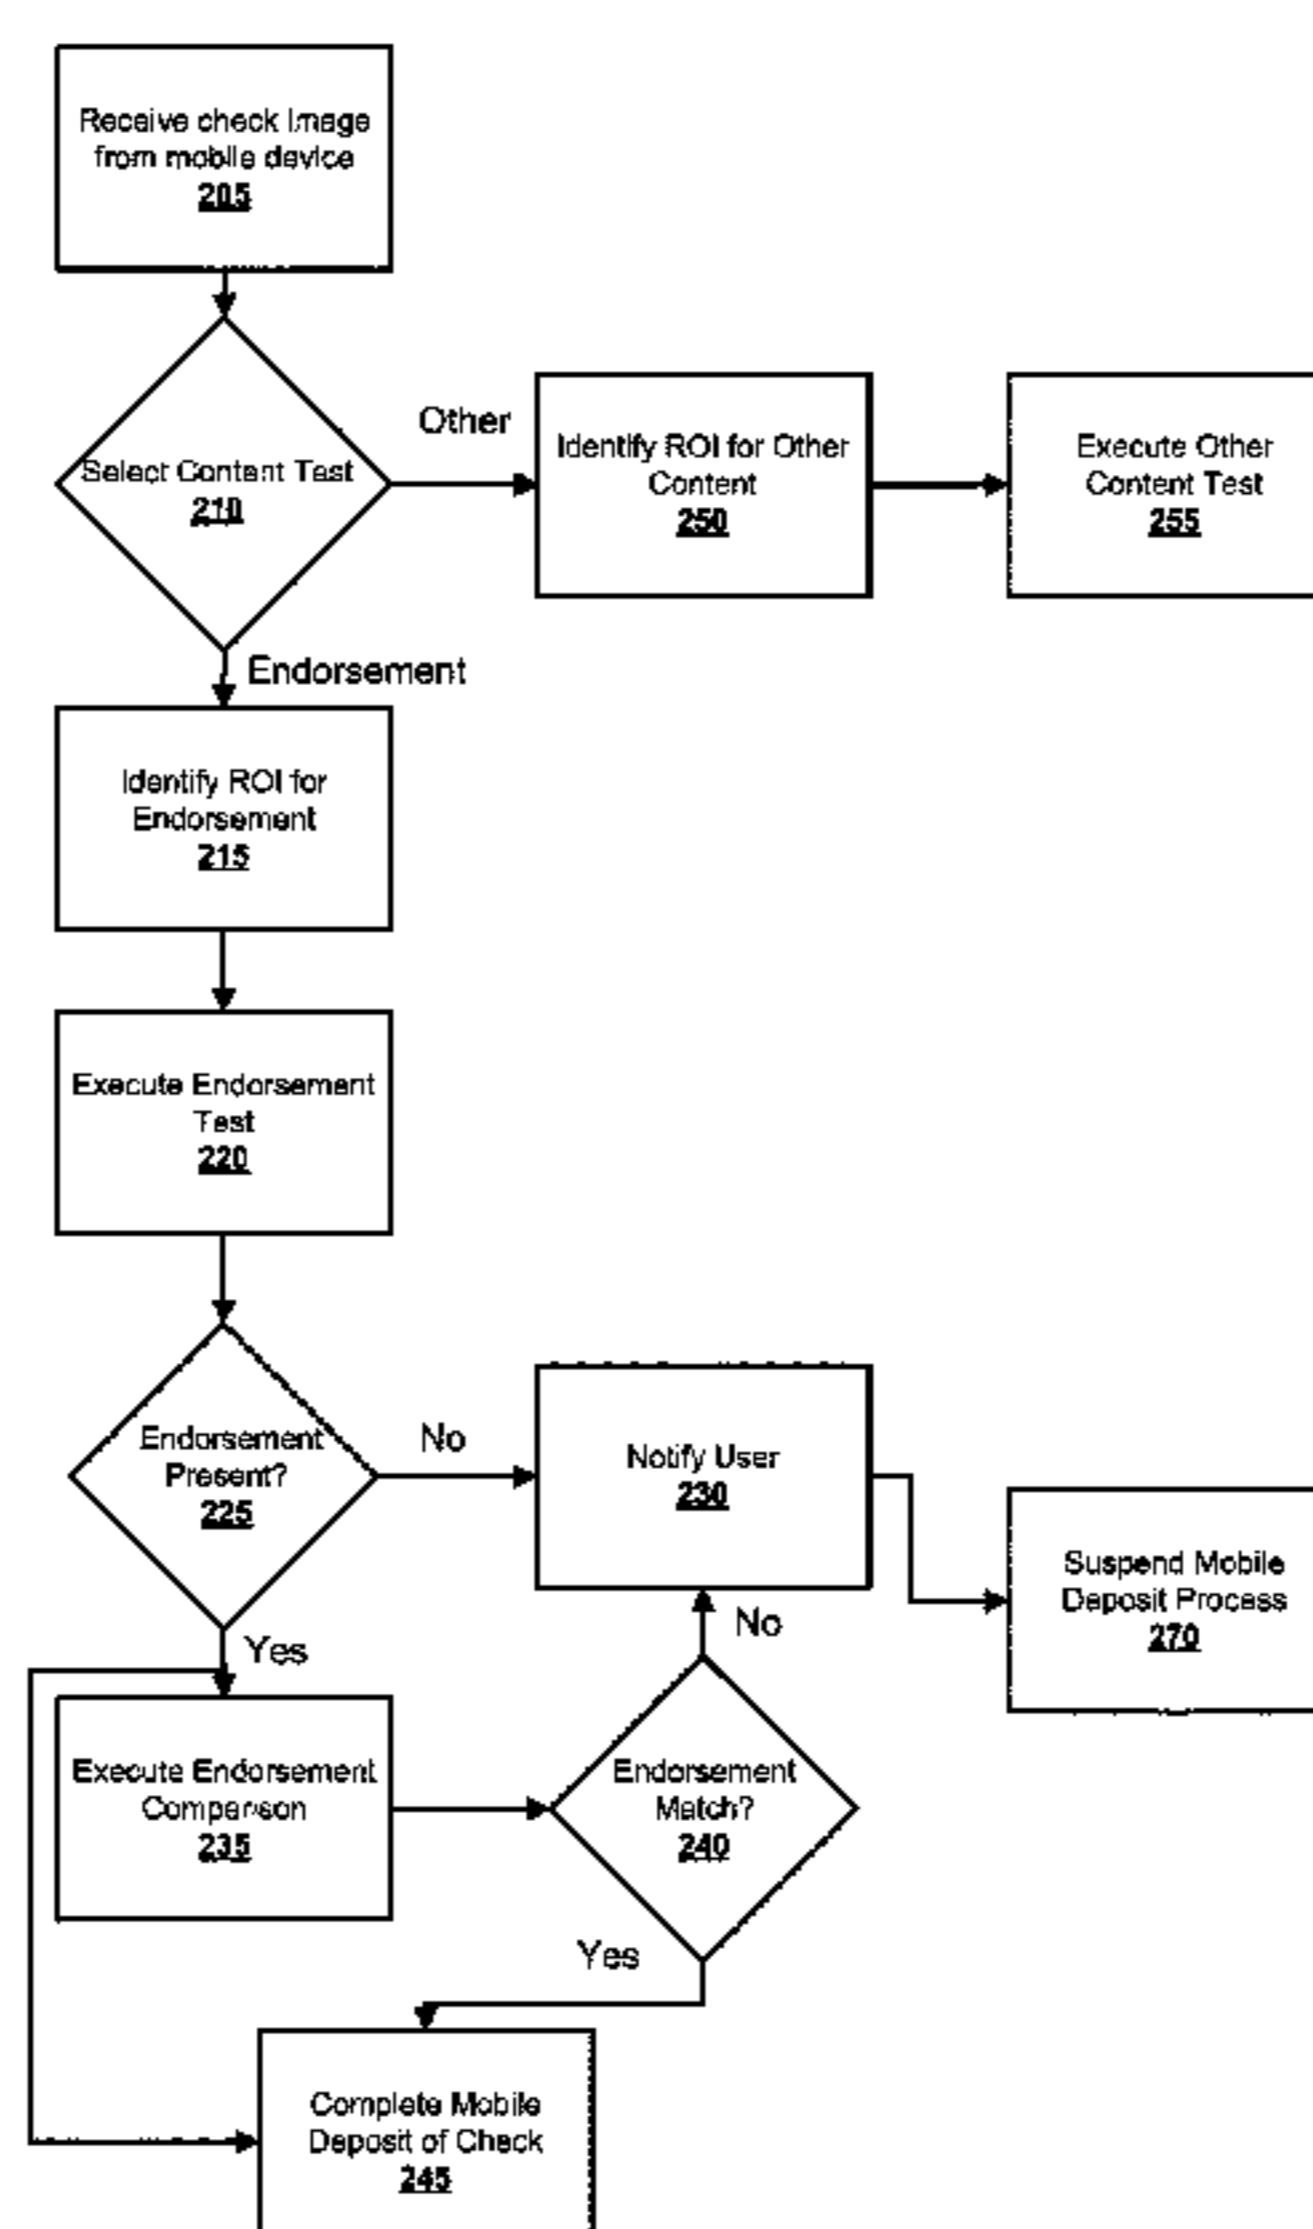 Receive check image
from mobile device
205
Select Content Test
210
Other
Identify ROI for Other
Content
250
Execute Other
Content Test
255
Endorsement
Identify ROI for
Endorsement
215
Execute Endorsement
Test
220
Endorsement
Present?
225
No
Notify User
230
Suspend Mobile
Deposit Process
270
Yes
No
Execute Endorsement
Comparison
235
Endorsement
Match?
240
Yes
Complete Mobile
Deposit of Check
245